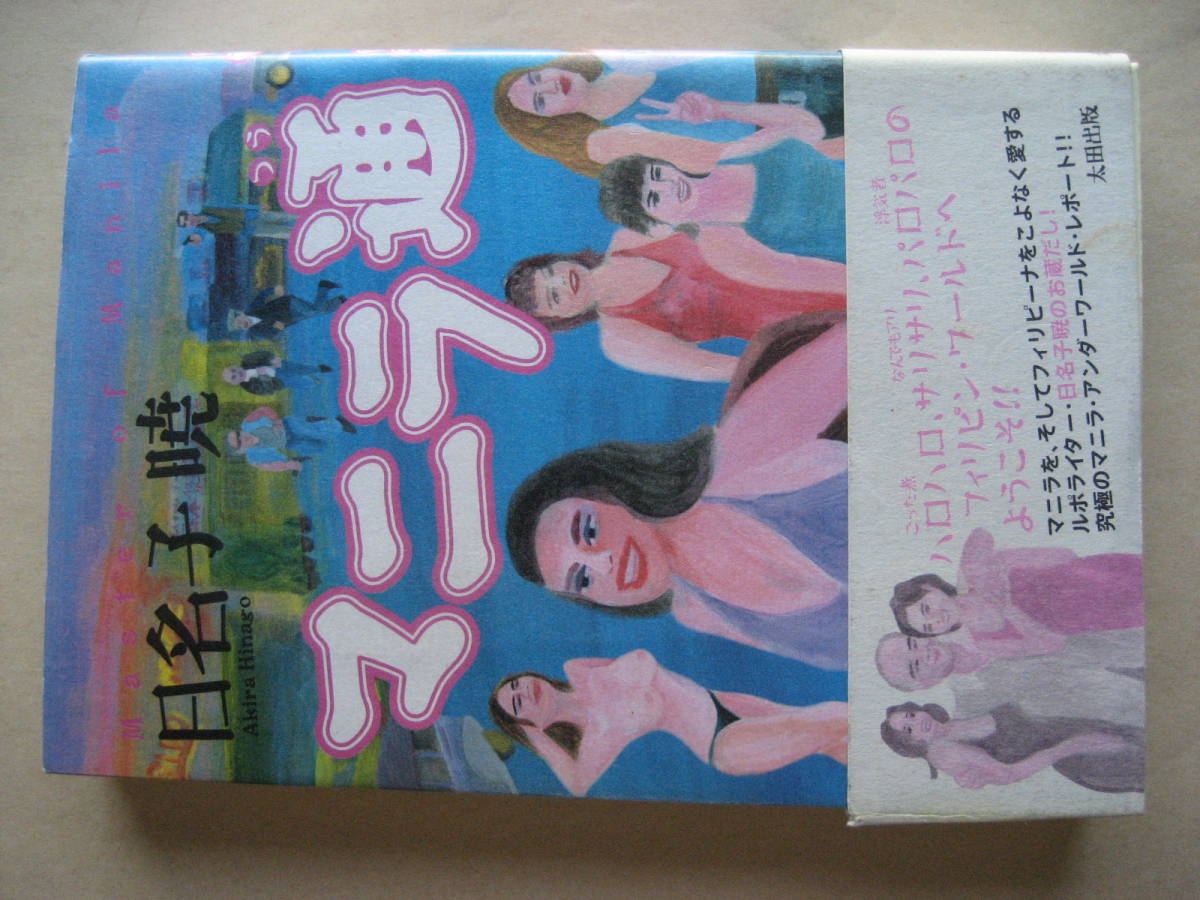 Master of Manila
日名子 暁
Akira Hinago
つう
マニラ通
ごった煮 なんでもアリ 浮気者
ハロハロ、サリサリ、パロパロの
フィリピン・ワールドへ
ようこそ!!
マニラを、そしてフィリピーナをこよなく愛する
ルポライター・日名子暁のお蔵だし!
究極のマニラ・アンダーワールド・レポート!!
太田出版